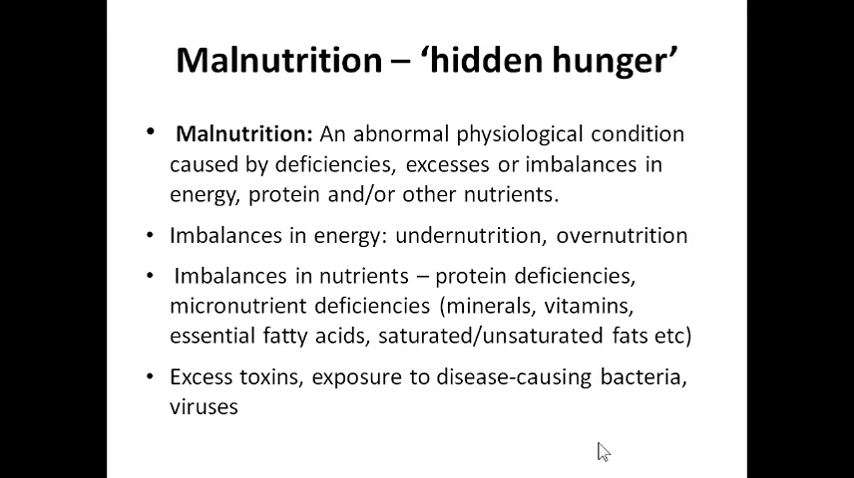 Malnutrition – ‘hidden hunger’
• Malnutrition: An abnormal physiological condition
caused by deficiencies, excesses or imbalances in
energy, protein and/or other nutrients.
• Imbalances in energy: undernutrition, overnutrition
• Imbalances in nutrients – protein deficiencies,
micronutrient deficiencies (minerals, vitamins,
essential fatty acids, saturated/unsaturated fats etc)
• Excess toxins, exposure to disease-causing bacteria,
viruses